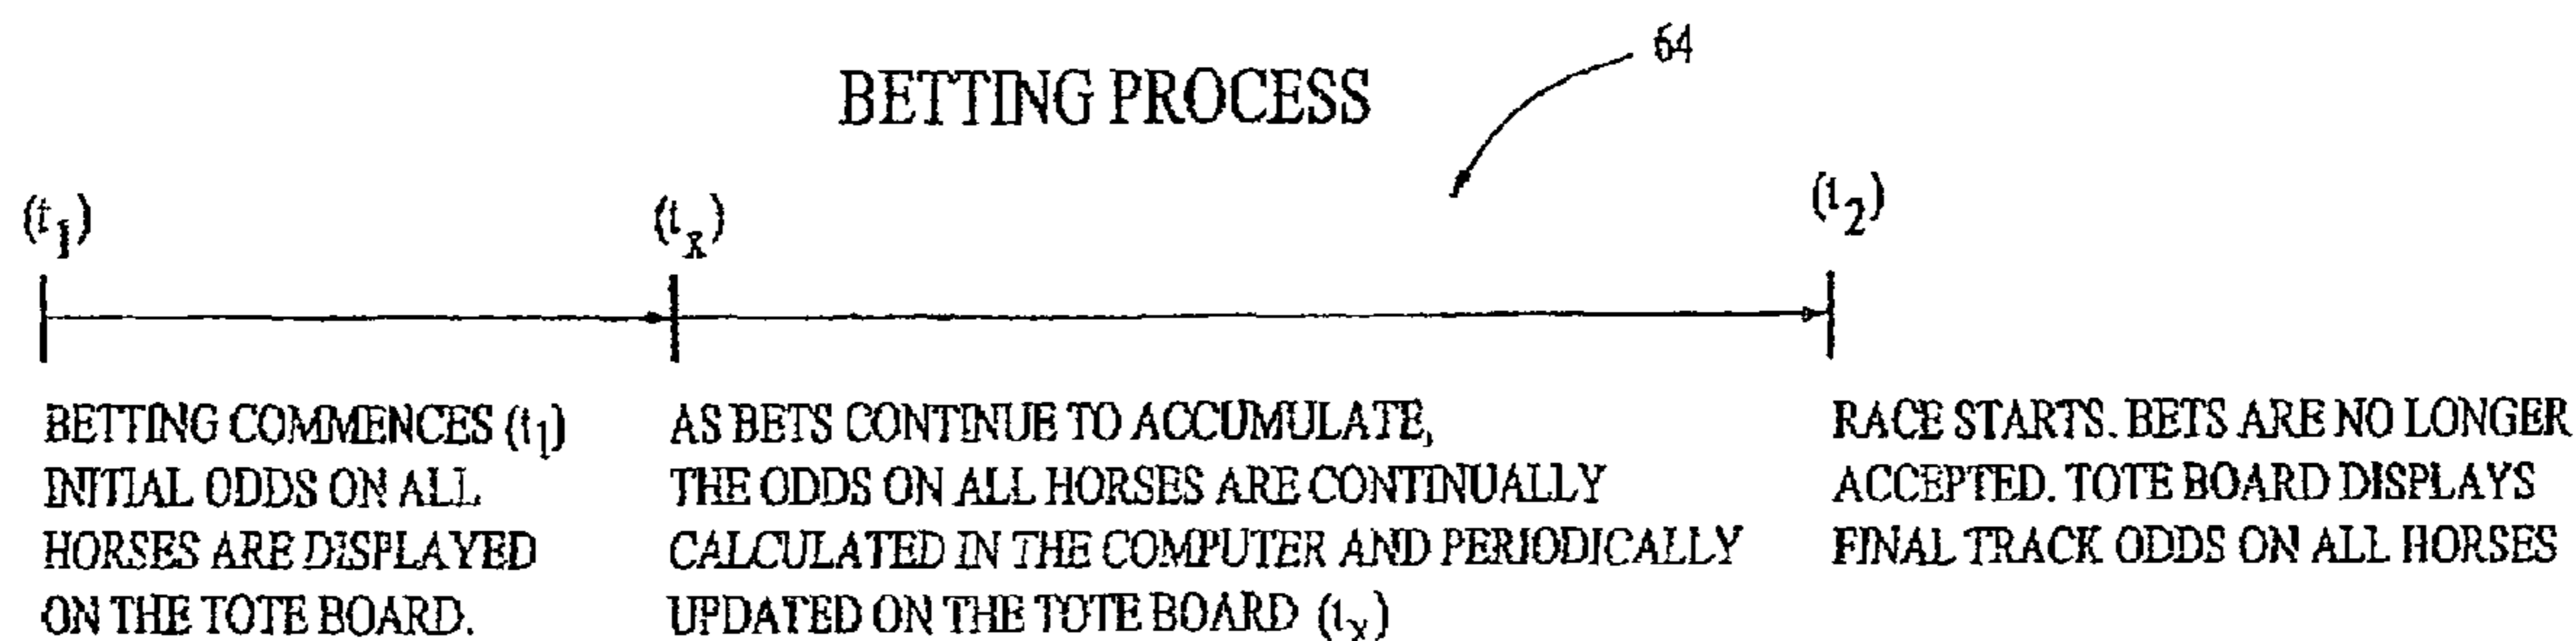 64
BETTING PROCESS
(t1)
(tx)
(t2)
BETTING COMMENCES (t1)
INITIAL ODDS ON ALL
HORSES ARE DISPLAYED
ON THE TOTE BOARD.
AS BETS CONTINUE TO ACCUMULATE,
THE ODDS ON ALL HORSES ARE CONTINUALLY
CALCULATED IN THE COMPUTER AND PERIODICALLY
UPDATED ON THE TOTE BOARD (tx)
RACE STARTS. BETS ARE NO LONGER
ACCEPTED. TOTE BOARD DISPLAYS
FINAL TRACK ODDS ON ALL HORSES